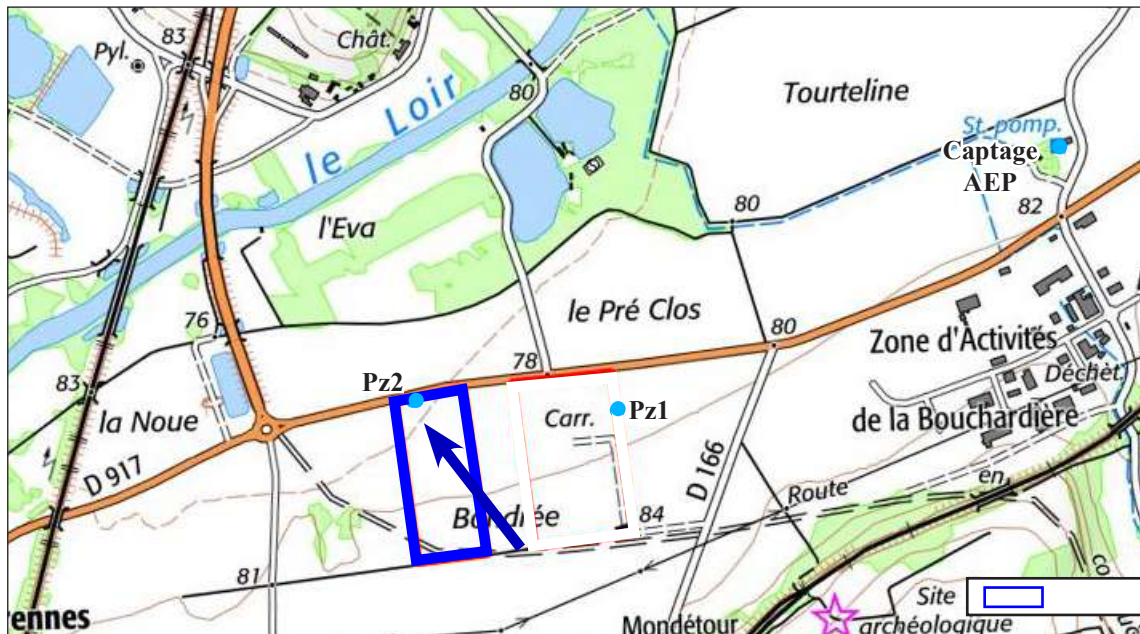 83
Pyl.
Chât.
80
le Loir
Tourteline
St. pomp.
Captage
AEP
80
82
l'Eva
le Pré Clos
76
80
Zone d'Activités
78
Déchèt.
83
Pz2
la Noue
Carr.
Pz1
de la Bouchardière
D 917
D 166
en
Route
84
81
Site
archéologique
Mondétour
ennes